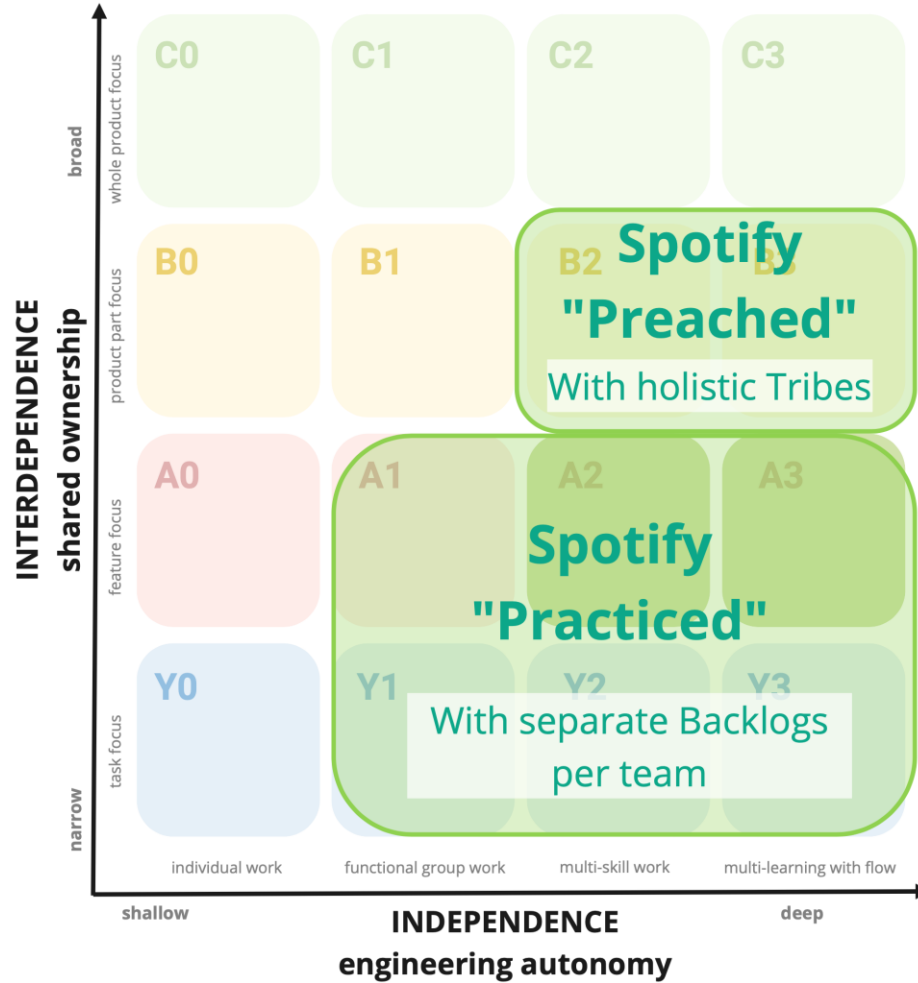 C0
C1
C2
C3
broad
whole product focus
B0
B1
B2
B3
Spotify
"Preached"
With holistic Tribes
product part focus
INTERDEPENDENCE
shared ownership
A0
A1
A2
A3
feature focus
Spotify
"Practiced"
Y0
Y1
Y2
Y3
With separate Backlogs
per team
task focus
narrow
individual work
functional group work
multi-skill work
multi-learning with flow
shallow
INDEPENDENCE
deep
engineering autonomy